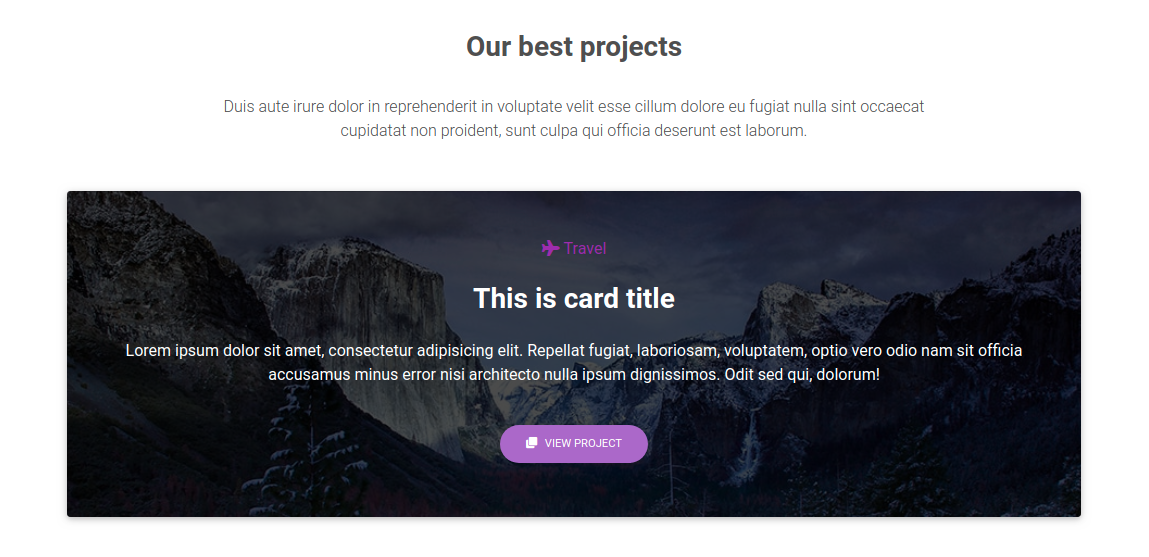 Our best projects
Duis aute irure dolor in reprehenderit in voluptate velit esse cillum dolore eu fugiat nulla sint occaecat
cupidatat non proident, sunt culpa qui officia deserunt est laborum.
Travel
This is card title
Lorem ipsum dolor sit amet, consectetur adipisicing elit. Repellat fugiat, laboriosam, voluptatem, optio vero odio nam sit officia
accusamus minus error nisi architecto nulla ipsum dignissimos. Odit sed qui, dolorum!
VIEW PROJECT